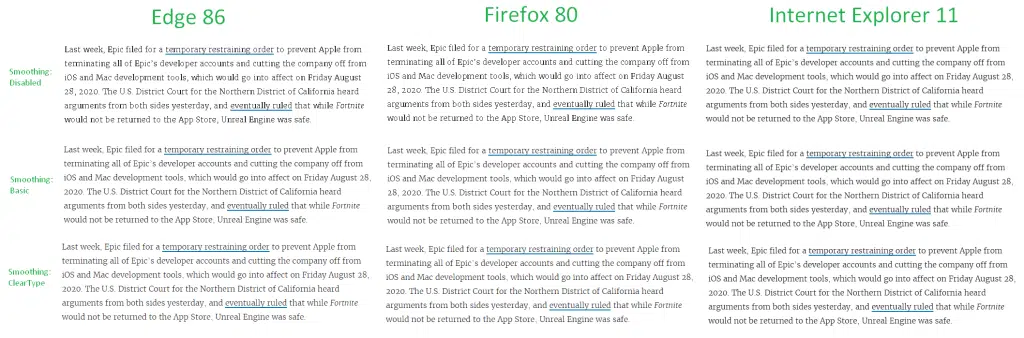 Edge 86
Firefox 80
Internet Explorer 11
Smoothing:
Disabled
Last week, Epic filed for a temporary restraining order to prevent Apple from
terminating all of Epic's developer accounts and cutting the company off from
iOS and Mac development tools, which would go into affect on Friday August
28, 2020. The U.S. District Court for the Northern District of California heard
arguments from both sides yesterday, and eventually ruled that while Fortnite
would not be returned to the App Store, Unreal Engine was safe.
Last week, Epic filed for a temporary restraining order to prevent Apple from
terminating all of Epic's developer accounts and cutting the company off from
iOS and Mac development tools, which would go into affect on Friday August
28, 2020. The U.S. District Court for the Northern District of California heard
arguments from both sides yesterday, and eventually ruled that while Fortnite
would not be returned to the App Store, Unreal Engine was safe.
Last week, Epic filed for a temporary restraining order to prevent Apple from
terminating all of Epic's developer accounts and cutting the company off from
iOS and Mac development tools, which would go into affect on Friday August 28,
2020. The U.S. District Court for the Northern District of California heard
arguments from both sides yesterday, and eventually ruled that while Fortnite
would not be returned to the App Store, Unreal Engine was safe.
Smoothing:
Basic
Last week, Epic filed for a temporary restraining order to prevent Apple from
terminating all of Epic's developer accounts and cutting the company off from
iOS and Mac development tools, which would go into affect on Friday August 28,
2020. The U.S. District Court for the Northern District of California heard
arguments from both sides yesterday, and eventually ruled that while Fortnite
would not be returned to the App Store, Unreal Engine was safe.
Last week, Epic filed for a temporary restraining order to prevent Apple from
terminating all of Epic's developer accounts and cutting the company off from
iOS and Mac development tools, which would go into affect on Friday August
28, 2020. The U.S. District Court for the Northern District of California heard
arguments from both sides yesterday, and eventually ruled that while Fortnite
would not be returned to the App Store, Unreal Engine was safe.
Last week, Epic filed for a temporary restraining order to prevent Apple from
terminating all of Epic's developer accounts and cutting the company off from
iOS and Mac development tools, which would go into affect on Friday August 28,
2020. The U.S. District Court for the Northern District of California heard
arguments from both sides yesterday, and eventually ruled that while Fortnite
would not be returned to the App Store, Unreal Engine was safe.
Smoothing:
ClearType
Last week, Epic filed for a temporary restraining order to prevent Apple from
terminating all of Epic's developer accounts and cutting the company off from
iOS and Mac development tools, which would go into affect on Friday August 28,
2020. The U.S. District Court for the Northern District of California heard
arguments from both sides yesterday, and eventually ruled that while Fortnite
would not be returned to the App Store, Unreal Engine was safe.
Last week, Epic filed for a temporary restraining order to prevent Apple from
terminating all of Epic's developer accounts and cutting the company off from
iOS and Mac development tools, which would go into affect on Friday August 28,
2020. The U.S. District Court for the Northern District of California heard
arguments from both sides yesterday, and eventually ruled that while Fortnite
would not be returned to the App Store, Unreal Engine was safe.
Last week, Epic filed for a temporary restraining order to prevent Apple from
terminating all of Epic's developer accounts and cutting the company off from
iOS and Mac development tools, which would go into affect on Friday August 28,
2020. The U.S. District Court for the Northern District of California heard
arguments from both sides yesterday, and eventually ruled that while Fortnite
would not be returned to the App Store, Unreal Engine was safe.